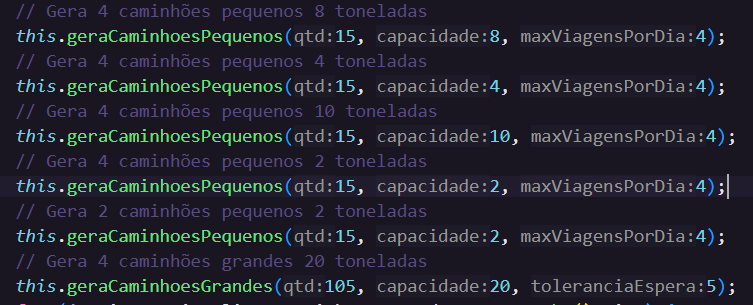 // Gera 4 caminhões pequenos 8 toneladas
this.geraCaminhoesPequenos(qtd:15, capacidade:8, maxViagensPorDia:4);
// Gera 4 caminhões pequenos 4 toneladas
this.geraCaminhoesPequenos(qtd:15, capacidade:4, maxViagensPorDia:4);
// Gera 4 caminhões pequenos 10 toneladas
this.geraCaminhoesPequenos(qtd:15, capacidade:10, maxViagensPorDia:4);
// Gera 4 caminhões pequenos 2 toneladas
this.geraCaminhoesPequenos(qtd:15, capacidade:2, maxViagensPorDia:4);
// Gera 2 caminhões pequenos 2 toneladas
this.geraCaminhoesPequenos(qtd:15, capacidade:2, maxViagensPorDia:4);
// Gera 4 caminhões grandes 20 toneladas
this.geraCaminhoesGrandes(qtd:105, capacidade:20, toleranciaEspera:5);